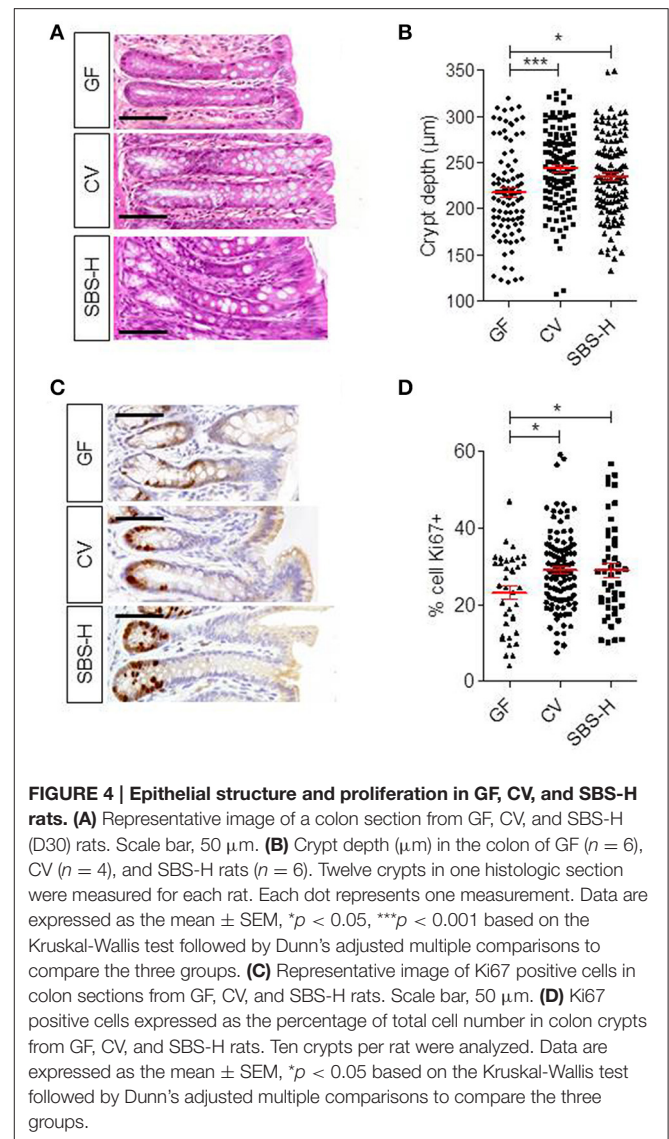 A
GF
CV
SBS-H
B
*
***
350
300
250
200
150
100
Crypt depth (μm)
GF
CV
SBS-H
C
GF
CV
SBS-H
D
*
*
60
40
20
0
% cell Ki67+
GF
CV
SBS-H
FIGURE 4 | Epithelial structure and proliferation in GF, CV, and SBS-H
rats. (A) Representative image of a colon section from GF, CV, and SBS-H
(D30) rats. Scale bar, 50 μm. (B) Crypt depth (μm) in the colon of GF (n = 6),
CV (n = 4), and SBS-H rats (n = 6). Twelve crypts in one histologic section
were measured for each rat. Each dot represents one measurement. Data are
expressed as the mean ± SEM, *p < 0.05, ***p < 0.001 based on the
Kruskal-Wallis test followed by Dunn's adjusted multiple comparisons to
compare the three groups. (C) Representative image of Ki67 positive cells in
colon sections from GF, CV, and SBS-H rats. Scale bar, 50 μm. (D) Ki67
positive cells expressed as the percentage of total cell number in colon crypts
from GF, CV, and SBS-H rats. Ten crypts per rat were analyzed. Data are
expressed as the mean ± SEM, *p < 0.05 based on the Kruskal-Wallis test
followed by Dunn's adjusted multiple comparisons to compare the three
groups.